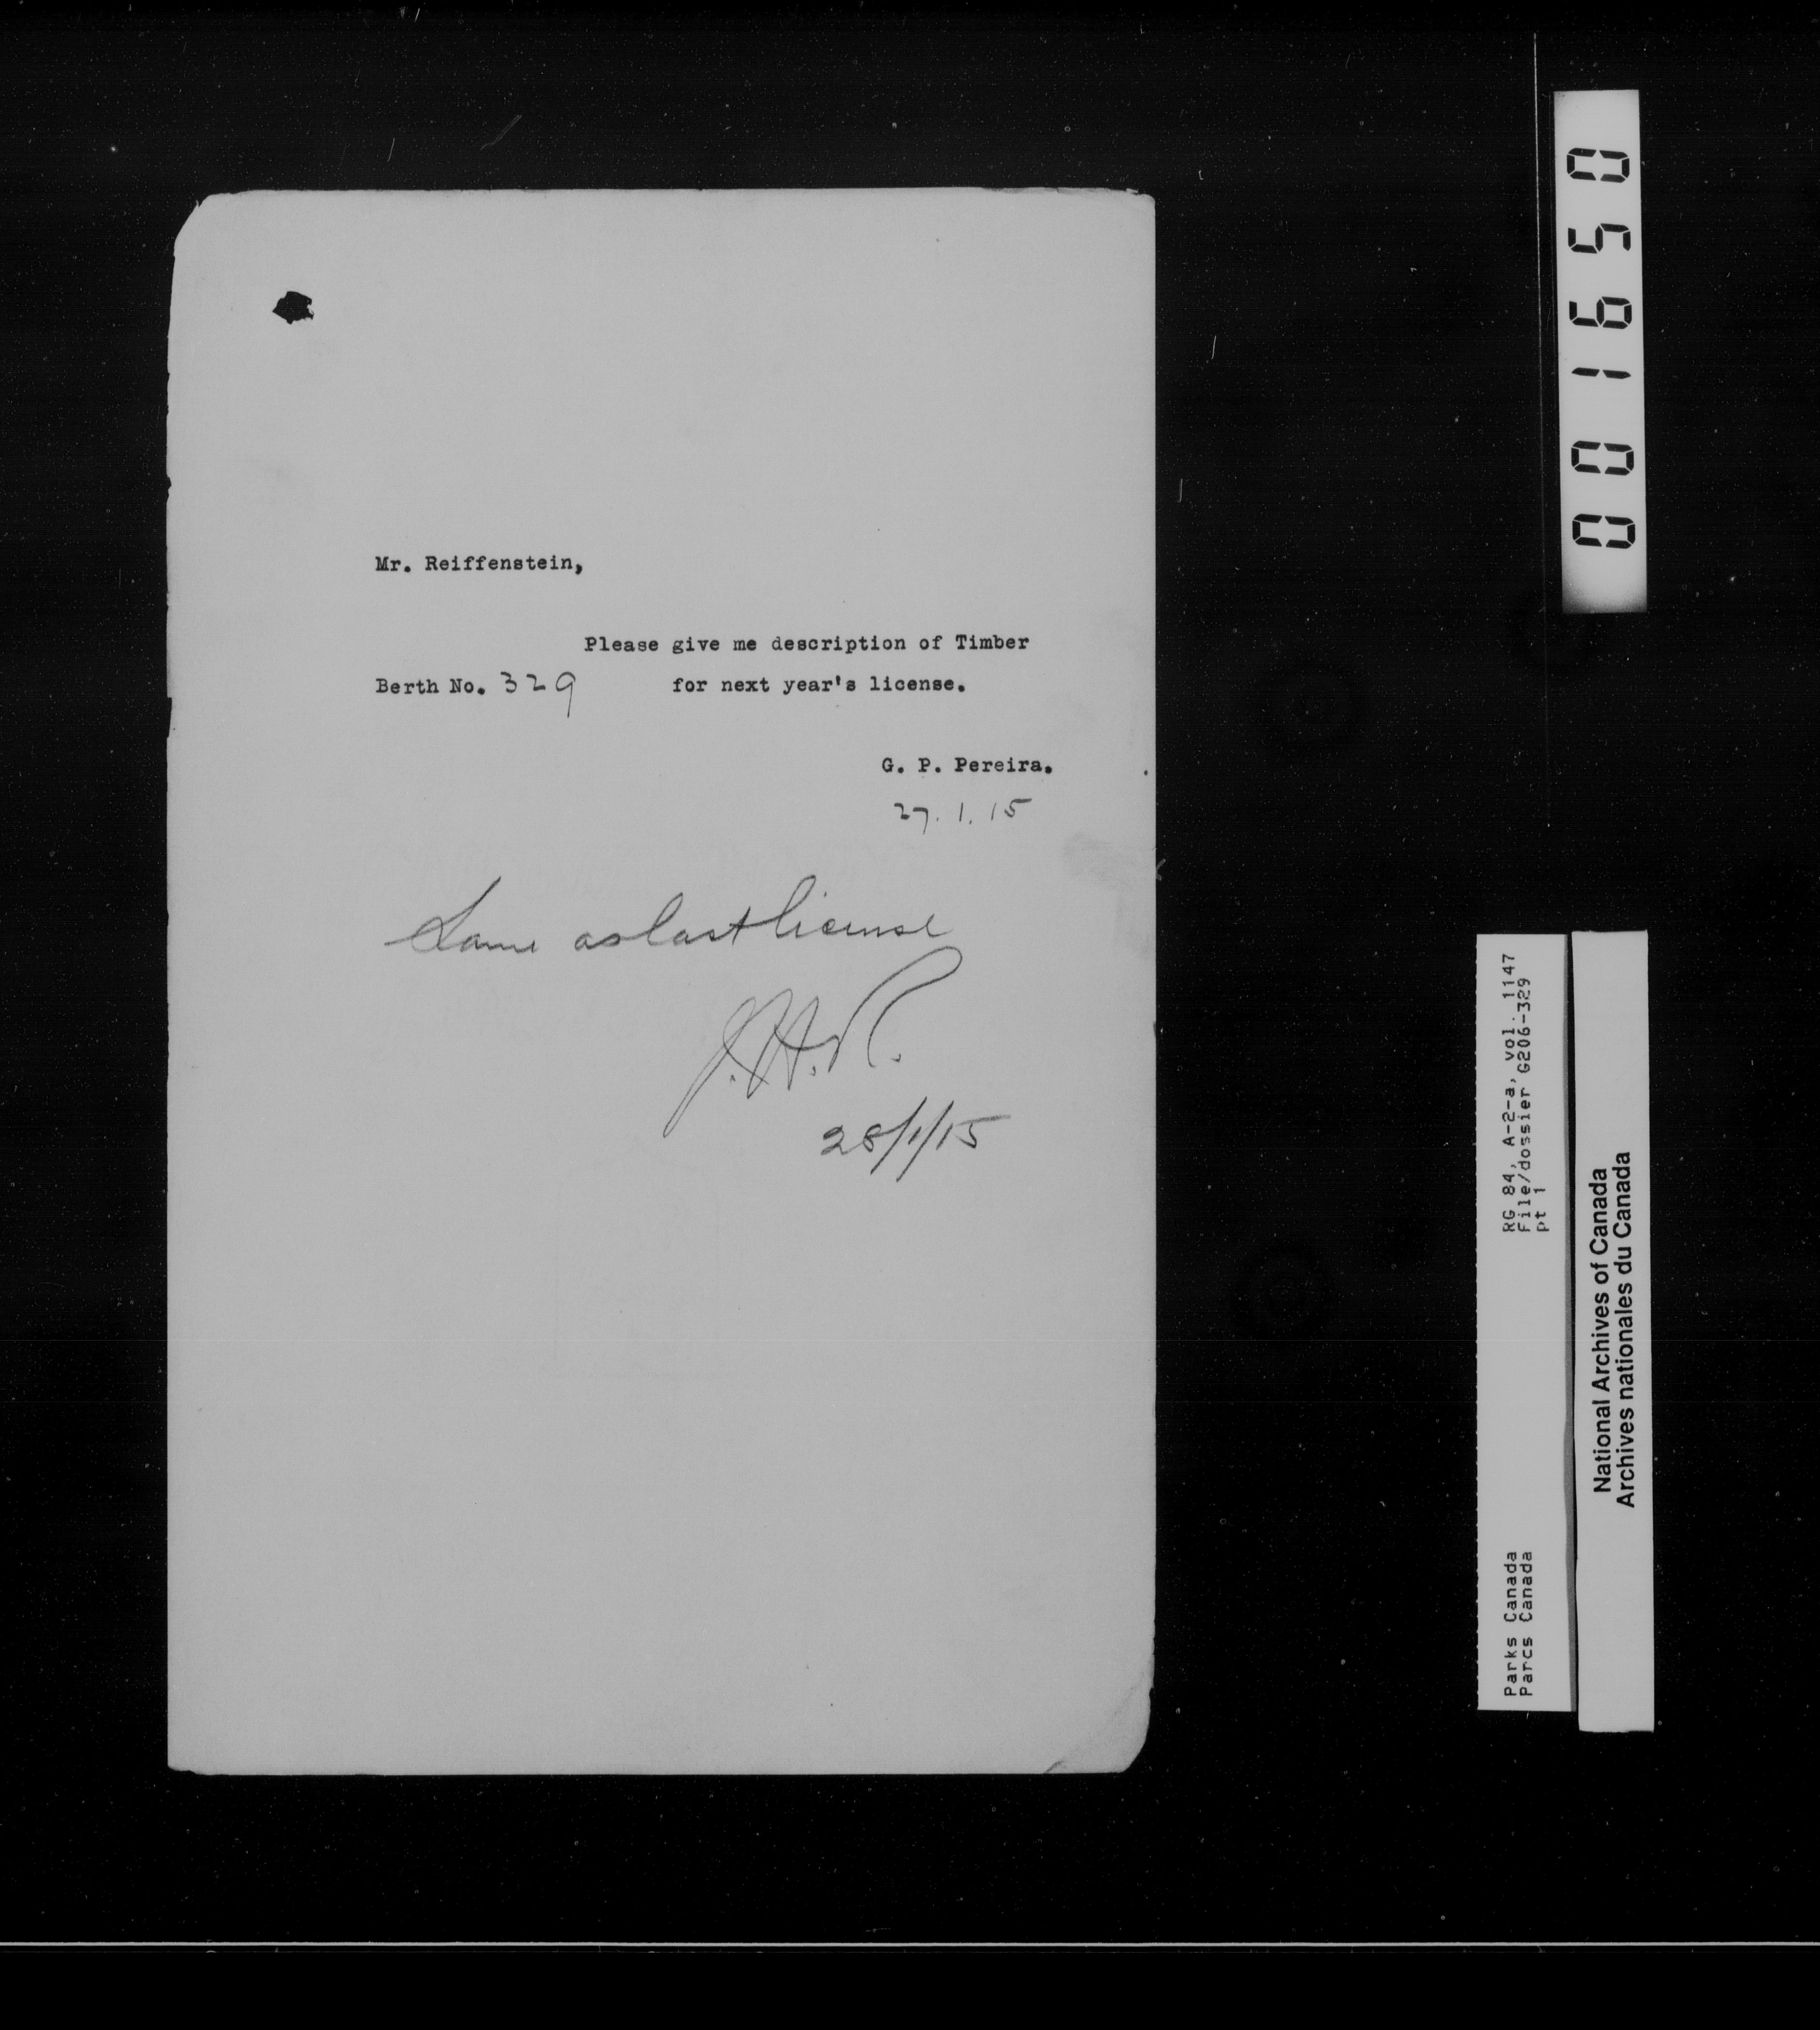 Mr. Reiffenstein,
Please give me description of Timber
Berth No. 329 for next year's license.
G. P. Pereira.
27. 1. 15
Same as last license
J.H.R.
28/1/15
001650
RG 84, A-2-a, vol. 1147
File/dossier G206-329
pt 1
Parks Canada
Parcs Canada
National Archives of Canada
Archives nationales du Canada